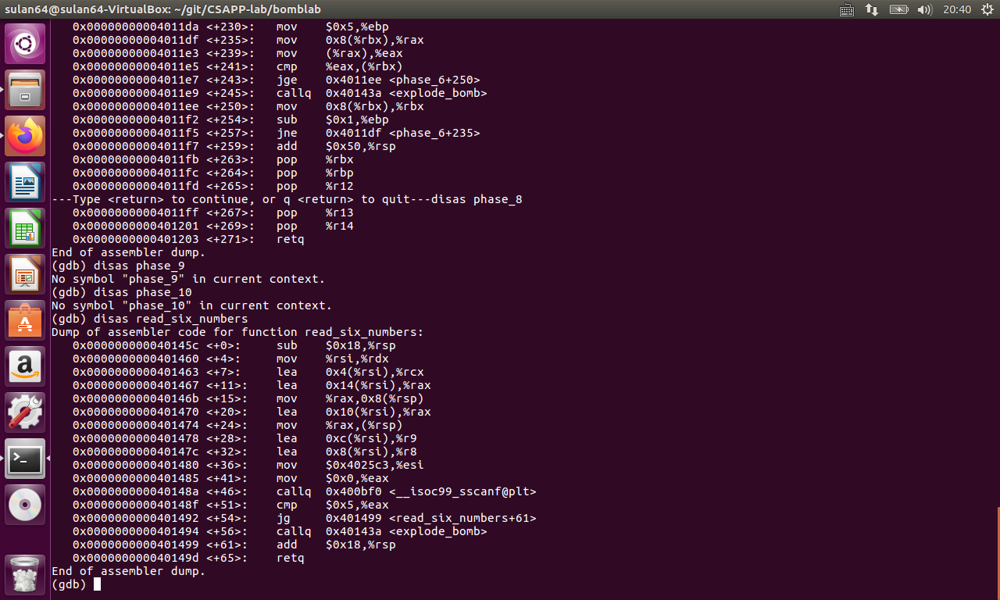 sulan64@sulan64-VirtualBox: ~/git/CSAPP-lab/bomblab 20:40
0x00000000004011da <+230>: mov $0x5,%ebp
0x00000000004011df <+235>: mov 0x8(%rbx),%rax
0x00000000004011e3 <+239>: mov (%rax),%eax
0x00000000004011e5 <+241>: cmp %eax,(%rbx)
0x00000000004011e7 <+243>: jge 0x4011ee <phase_6+250>
0x00000000004011e9 <+245>: callq 0x40143a <explode_bomb>
0x00000000004011ee <+250>: mov 0x8(%rbx),%rbx
0x00000000004011f2 <+254>: sub $0x1,%ebp
0x00000000004011f5 <+257>: jne 0x4011df <phase_6+235>
0x00000000004011f7 <+259>: add $0x50,%rsp
0x00000000004011fb <+263>: pop %rbx
0x00000000004011fc <+264>: pop %rbp
0x00000000004011fd <+265>: pop %r12
---Type <return> to continue, or q <return> to quit---disas phase_8
0x00000000004011ff <+267>: pop %r13
0x0000000000401201 <+269>: pop %r14
0x0000000000401203 <+271>: retq
End of assembler dump.
(gdb) disas phase_9
No symbol "phase_9" in current context.
(gdb) disas phase_10
No symbol "phase_10" in current context.
(gdb) disas read_six_numbers
Dump of assembler code for function read_six_numbers:
0x000000000040145c <+0>: sub $0x18,%rsp
0x0000000000401460 <+4>: mov %rsi,%rdx
0x0000000000401463 <+7>: lea 0x4(%rsi),%rcx
0x0000000000401467 <+11>: lea 0x14(%rsi),%rax
0x000000000040146b <+15>: mov %rax,0x8(%rsp)
0x0000000000401470 <+20>: lea 0x10(%rsi),%rax
0x0000000000401474 <+24>: mov %rax,(%rsp)
0x0000000000401478 <+28>: lea 0xc(%rsi),%r9
0x000000000040147c <+32>: lea 0x8(%rsi),%r8
0x0000000000401480 <+36>: mov $0x4025c3,%esi
0x0000000000401485 <+41>: mov $0x0,%eax
0x000000000040148a <+46>: callq 0x400bf0 <__isoc99_sscanf@plt>
0x000000000040148f <+51>: cmp $0x5,%eax
0x0000000000401492 <+54>: jg 0x401499 <read_six_numbers+61>
0x0000000000401494 <+56>: callq 0x40143a <explode_bomb>
0x0000000000401499 <+61>: add $0x18,%rsp
0x000000000040149d <+65>: retq
End of assembler dump.
(gdb)